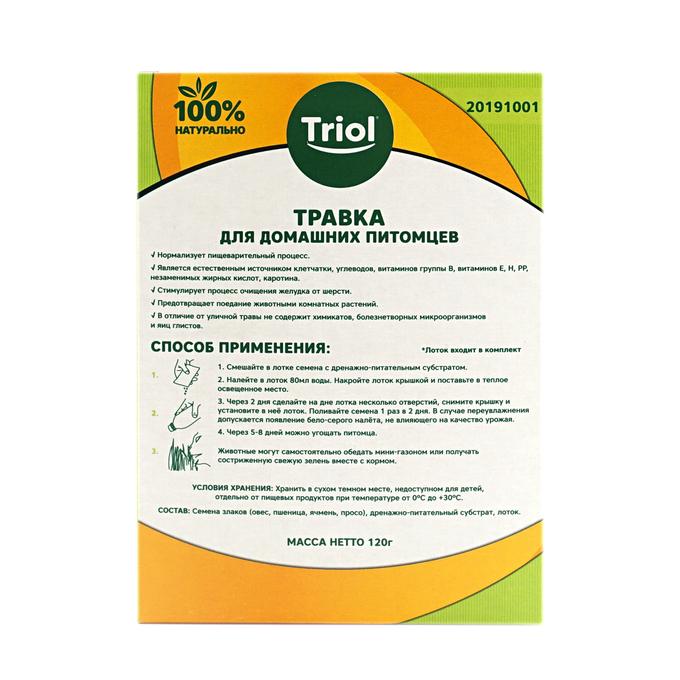 100%
НАТУРАЛЬНО
Triol®
20191001
ТРАВКА
ДЛЯ ДОМАШНИХ ПИТОМЦЕВ
√ Нормализует пищеварительный процесс.
√ Является естественным источником клетчатки, углеводов, витаминов группы В, витаминов Е, Н, РР,
незаменимых жирных кислот, каротина.
√ Стимулирует процесс очищения желудка от шерсти.
√ Предотвращает поедание животными комнатных растений.
√ В отличие от уличной травы не содержит химикатов, болезнетворных микроорганизмов
и яиц глистов.
СПОСОБ ПРИМЕНЕНИЯ:
*Лоток входит в комплект
1.
1. Смешайте в лотке семена с дренажно-питательным субстратом.
2. Налейте в лоток 80мл воды. Накройте лоток крышкой и поставьте в теплое
освещенное место.
2.
3. Через 2 дня сделайте на дне лотка несколько отверстий, снимите крышку и
установите в неё лоток. Поливайте семена 1 раз в 2 дня. В случае переувлажнения
допускается появление бело-серого налёта, не влияющего на качество урожая.
4. Через 5-8 дней можно угощать питомца.
3.
Животные могут самостоятельно обедать мини-газоном или получать
состриженную свежую зелень вместе с кормом.
УСЛОВИЯ ХРАНЕНИЯ: Хранить в сухом темном месте, недоступном для детей,
отдельно от пищевых продуктов при температуре от 0°С до +30°С.
СОСТАВ: Семена злаков (овес, пшеница, ячмень, просо), дренажно-питательный субстрат, лоток.
МАССА НЕТТО 120г